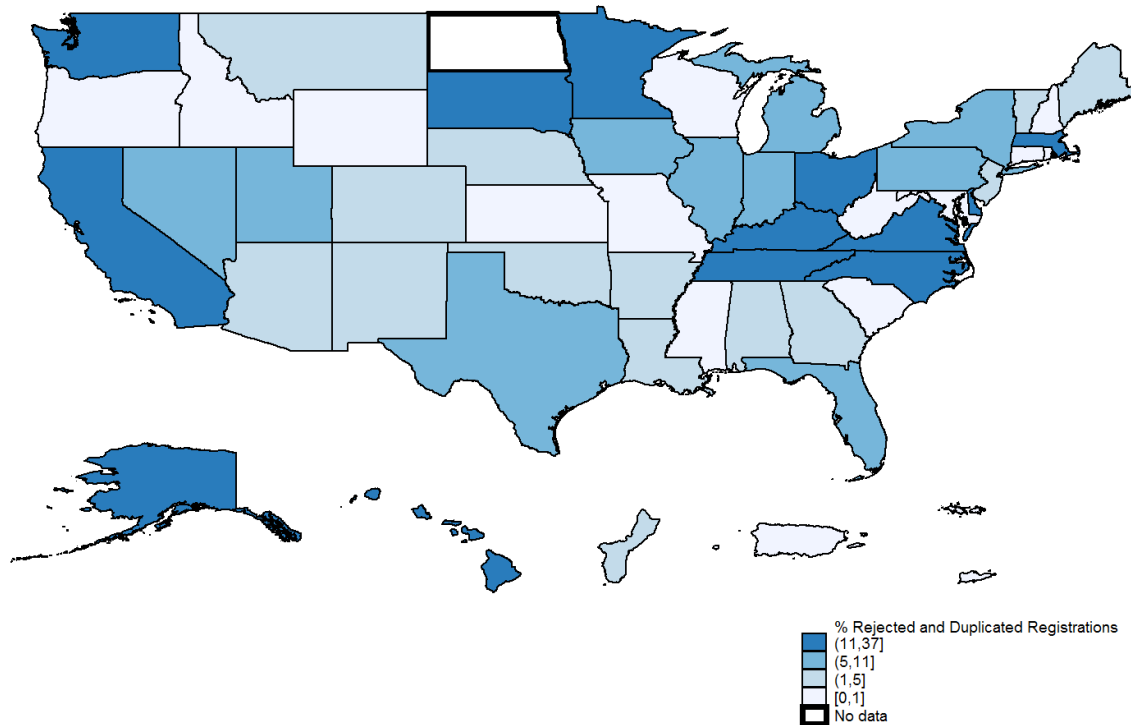 % Rejected and Duplicated Registrations
(11,37]
(5,11]
(1,5]
[0,1]
No data